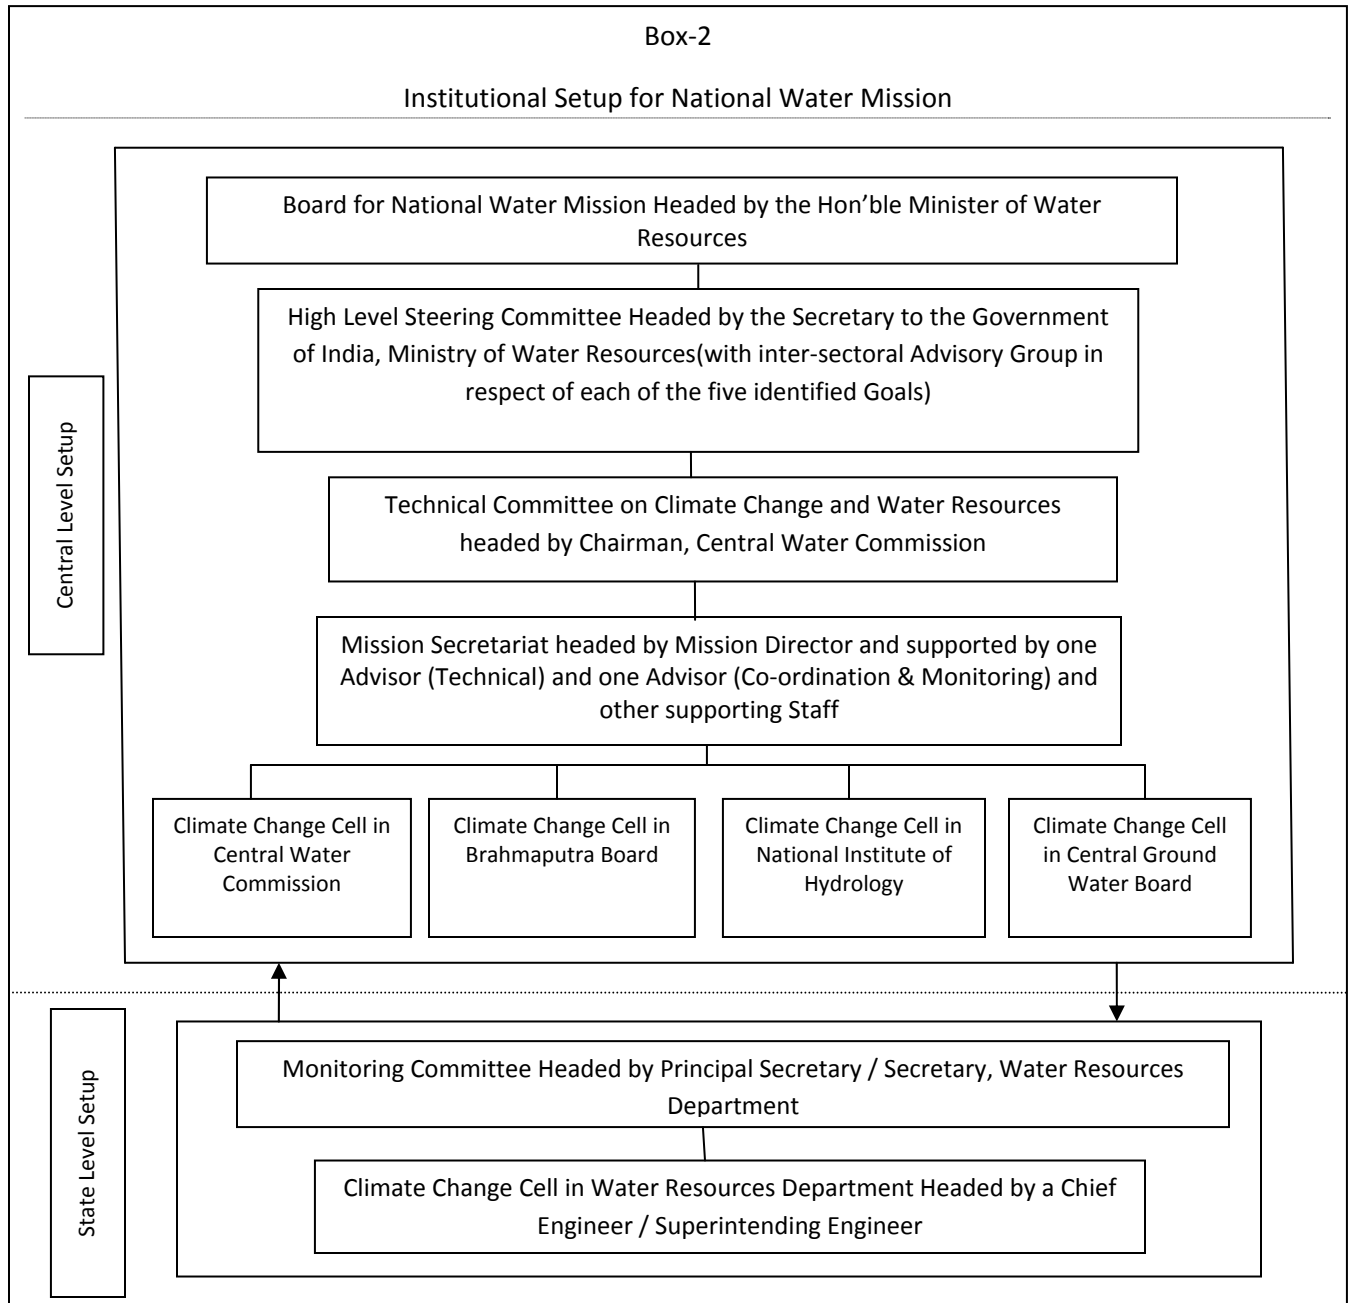 Box-2
Institutional Setup for National Water Mission
Central Level Setup
Board for National Water Mission Headed by the Hon’ble Minister of Water
Resources
High Level Steering Committee Headed by the Secretary to the Government
of India, Ministry of Water Resources(with inter-sectoral Advisory Group in
respect of each of the five identified Goals)
Technical Committee on Climate Change and Water Resources
headed by Chairman, Central Water Commission
Mission Secretariat headed by Mission Director and supported by one
Advisor (Technical) and one Advisor (Co-ordination & Monitoring) and
other supporting Staff
Climate Change Cell in
Central Water
Commission
Climate Change Cell in
Brahmaputra Board
Climate Change Cell in
National Institute of
Hydrology
Climate Change Cell
in Central Ground
Water Board
State Level Setup
Monitoring Committee Headed by Principal Secretary / Secretary, Water Resources
Department
Climate Change Cell in Water Resources Department Headed by a Chief
Engineer / Superintending Engineer